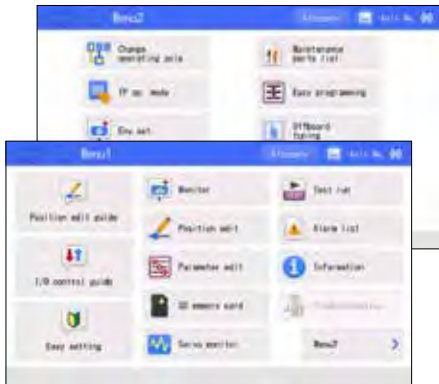 Menu2
Change
operating axis
Maintenance
parts list
TP op. mode
Easy programming
Env. set.
Offboard
tuning
Menu1
Position edit guide
Monitor
Test run
Position edit
Alarm list
I/O control guide
Parameter edit
Information
SD memory card
Easy setting
Servo monitor
Menu2